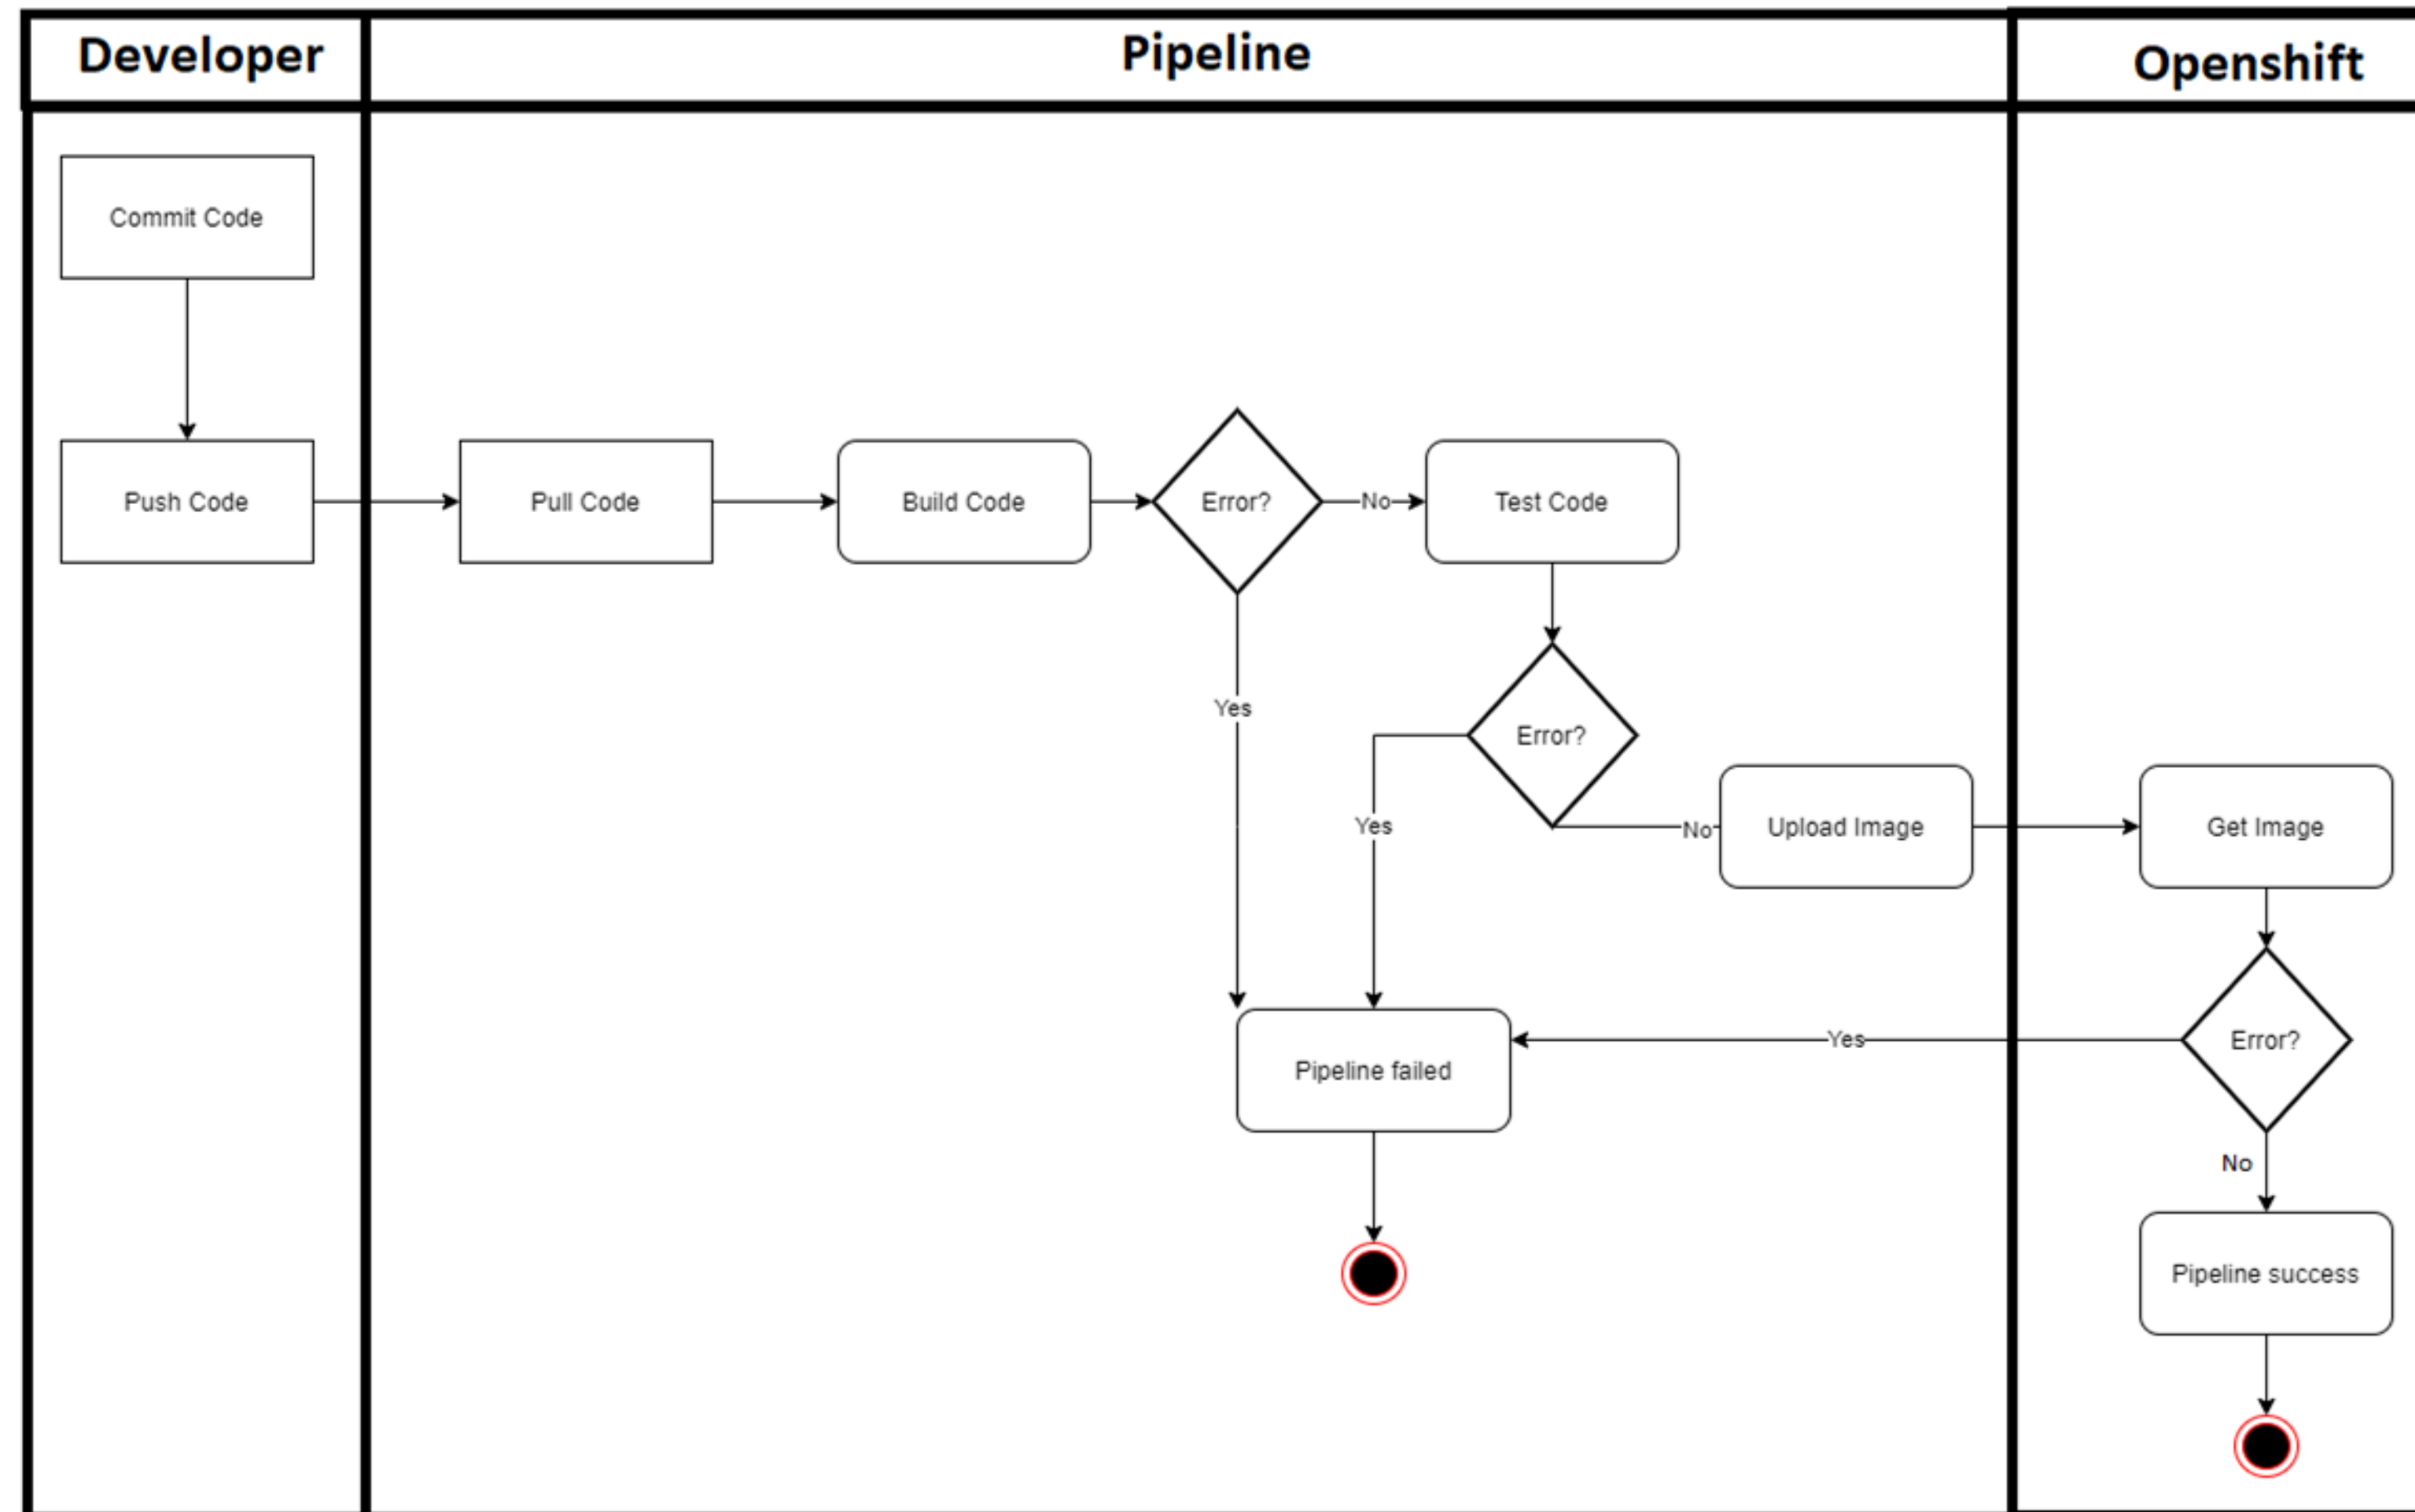 Developer
Pipeline
Openshift
Commit Code
Push Code
Pull Code
Build Code
Error?
No
Test Code
Yes
Error?
Yes
No
Upload Image
Get Image
Pipeline failed
Yes
Error?
No
Pipeline success